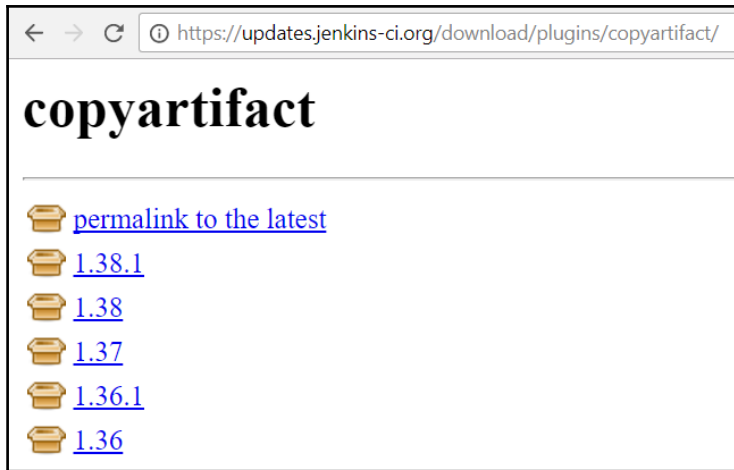 https://updates.jenkins-ci.org/download/plugins/copyartifact/
copyartifact
permalink to the latest
1.38.1
1.38
1.37
1.36.1
1.36